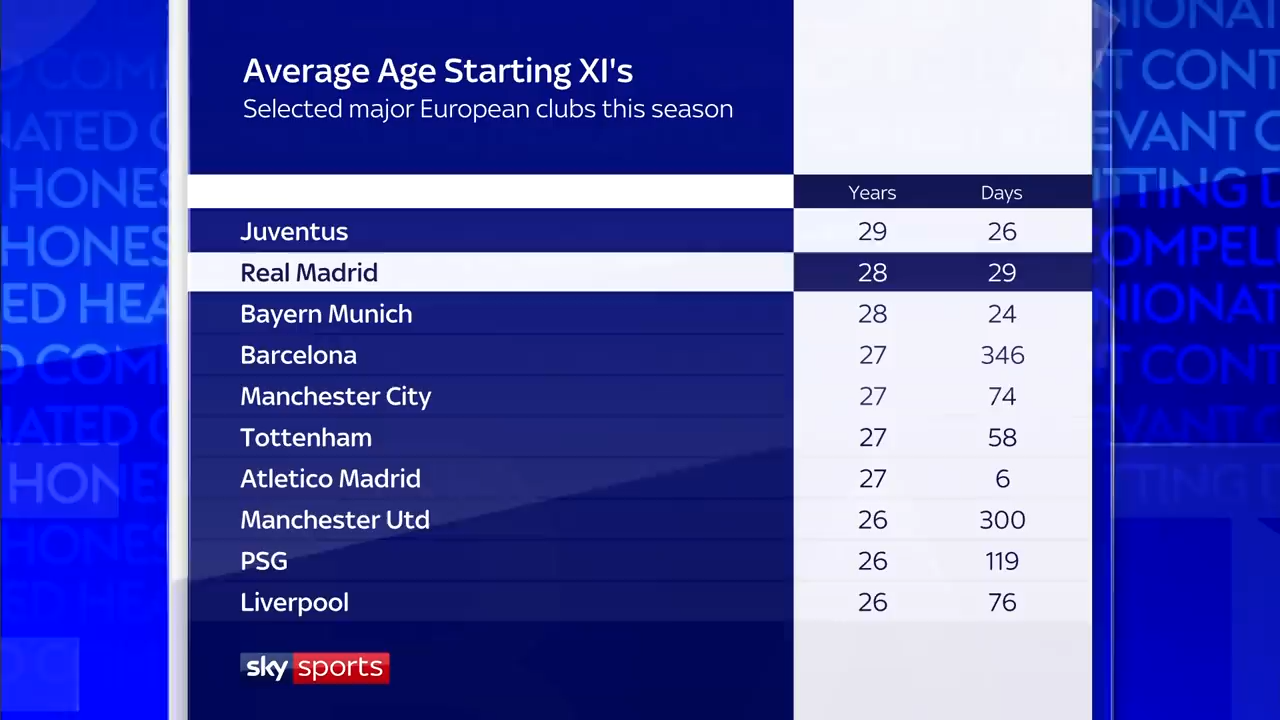 Average Age Starting XI's
Selected major European clubs this season
Years Days
Juventus 29 26
Real Madrid 28 29
Bayern Munich 28 24
Barcelona 27 346
Manchester City 27 74
Tottenham 27 58
Atletico Madrid 27 6
Manchester Utd 26 300
PSG 26 119
Liverpool 26 76
sky sports